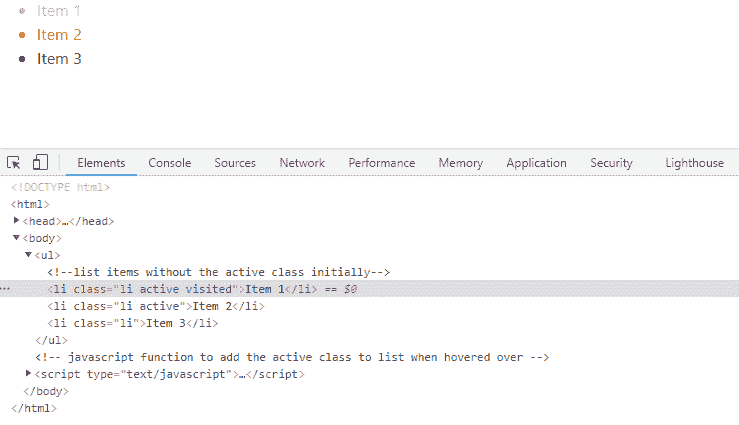 Item 1
Item 2
Item 3
Elements Console Sources Network Performance Memory Application Security Lighthouse
<!DOCTYPE html>
<html>
<head>…</head>
<body>
<ul>
<!--list items without the active class initially-->
<li class="li active visited">Item 1</li> == $0
<li class="li active">Item 2</li>
<li class="li">Item 3</li>
</ul>
<!-- javascript function to add the active class to list when hovered over -->
<script type="text/javascript">…</script>
</body>
</html>